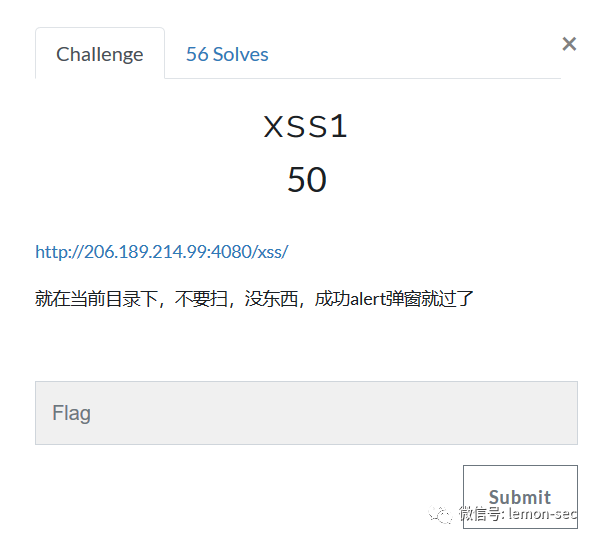 Challenge
56 Solves
×
XSS1
50
http://206.189.214.99:4080/xss/
就在当前目录下，不要扫，没东西，成功alert弹窗就过了
Flag
Submit
微信号: lemon-sec